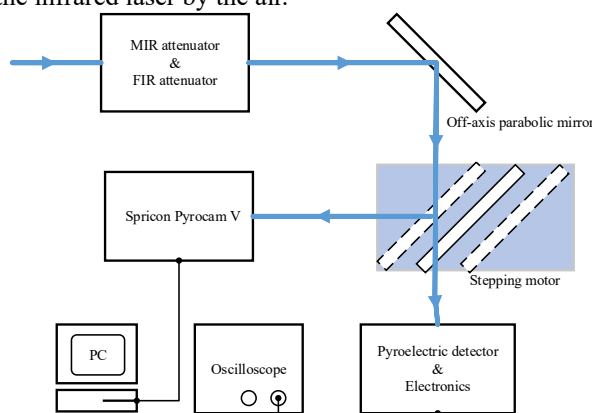 the infrared laser by the air.
MIR attenuator
&
FIR attenuator
Off-axis parabolic mirror
Spricon Pyrocam V
Stepping motor
PC
Oscilloscope
Pyroelectric detector
&
Electronics